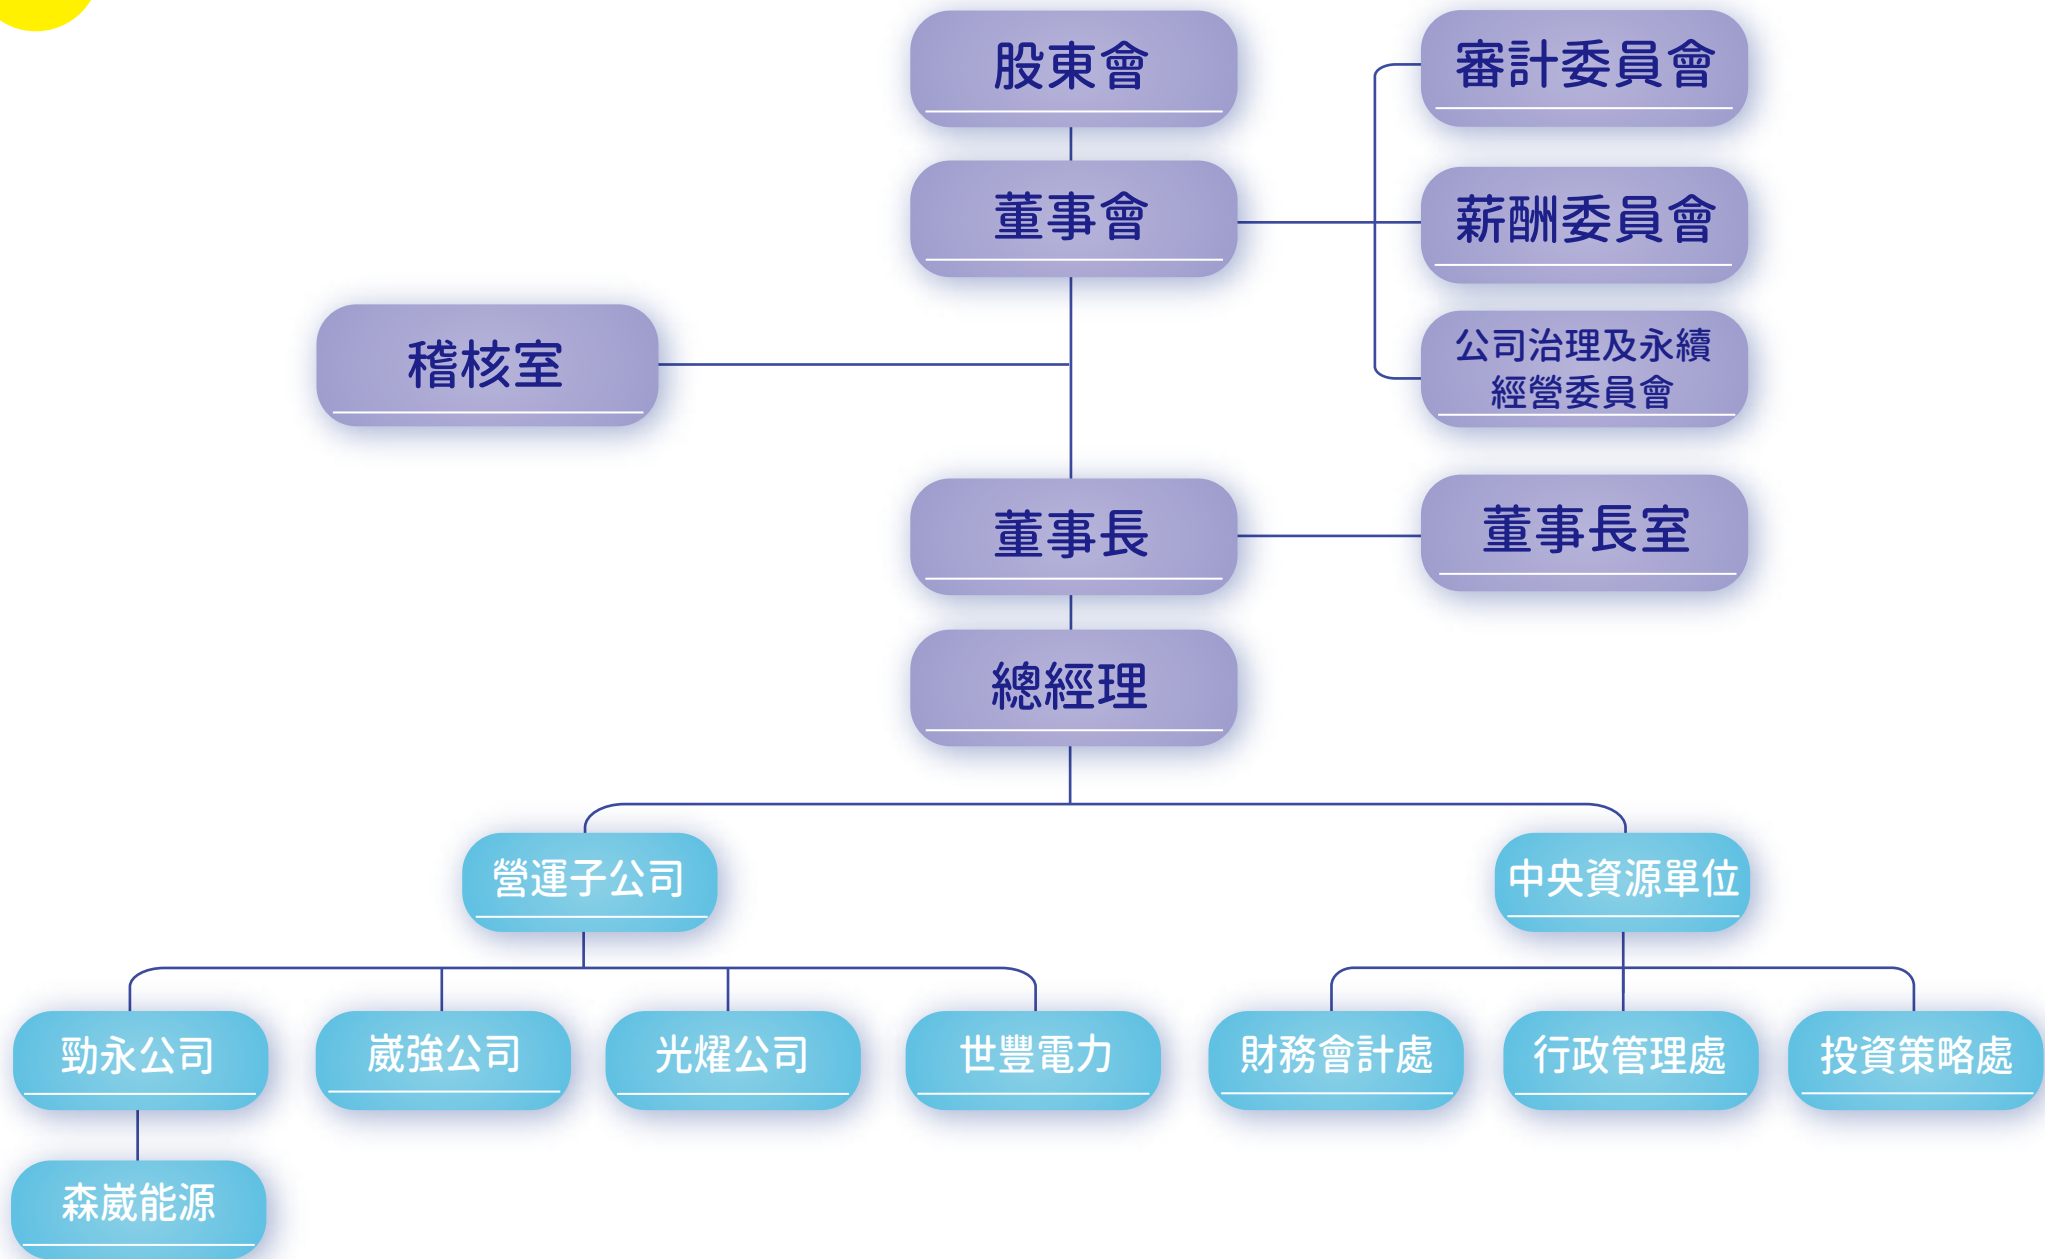 股東會
審計委員會
董事會
薪酬委員會
稽核室
公司治理及永續
經營委員會
董事長
董事長室
總經理
營運子公司
中央資源單位
勁永公司
崴強公司
光燿公司
世豐電力
財務會計處
行政管理處
投資策略處
森崴能源